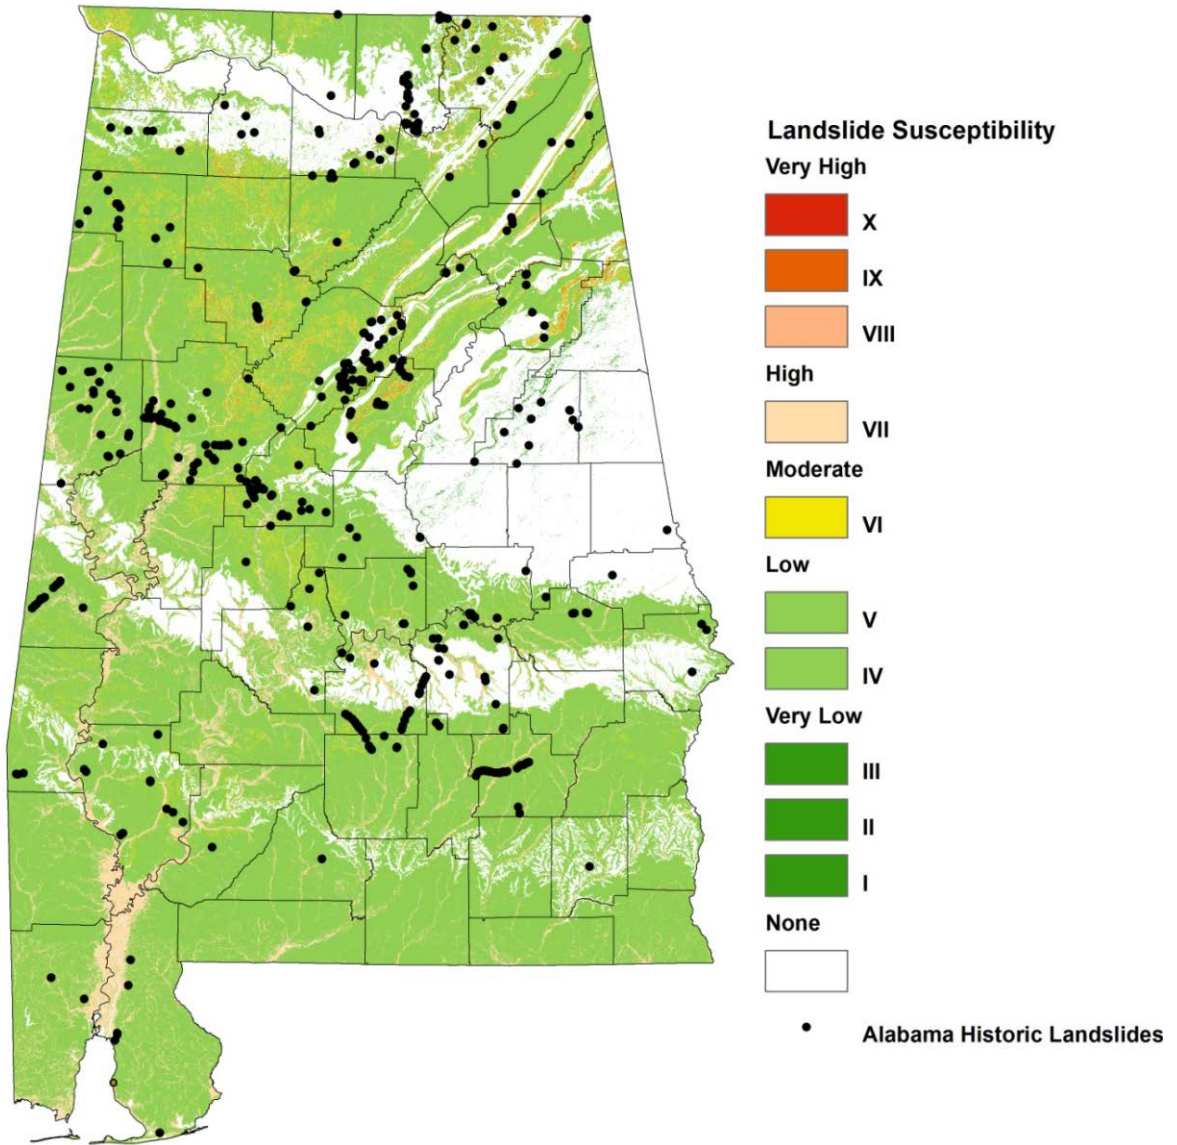 Landslide Susceptibility
Very High
X
IX
VIII
High
VII
Moderate
VI
Low
V
IV
Very Low
III
II
I
None
Alabama Historic Landslides